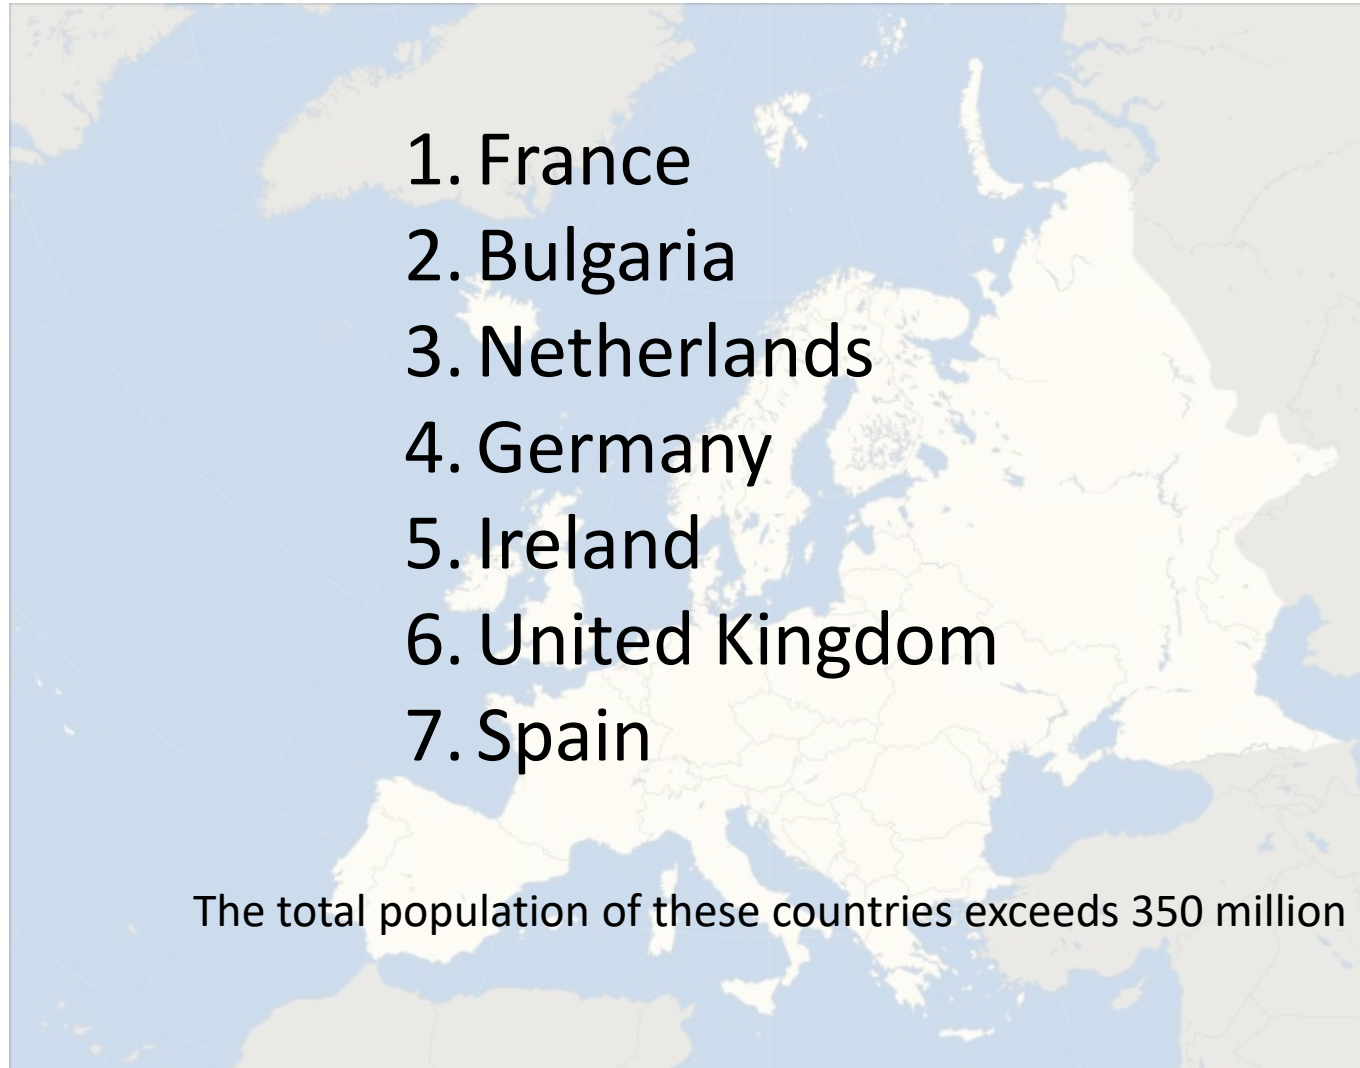 1. France
2. Bulgaria
3. Netherlands
4. Germany
5. Ireland
6. United Kingdom
7. Spain
The total population of these countries exceeds 350 million